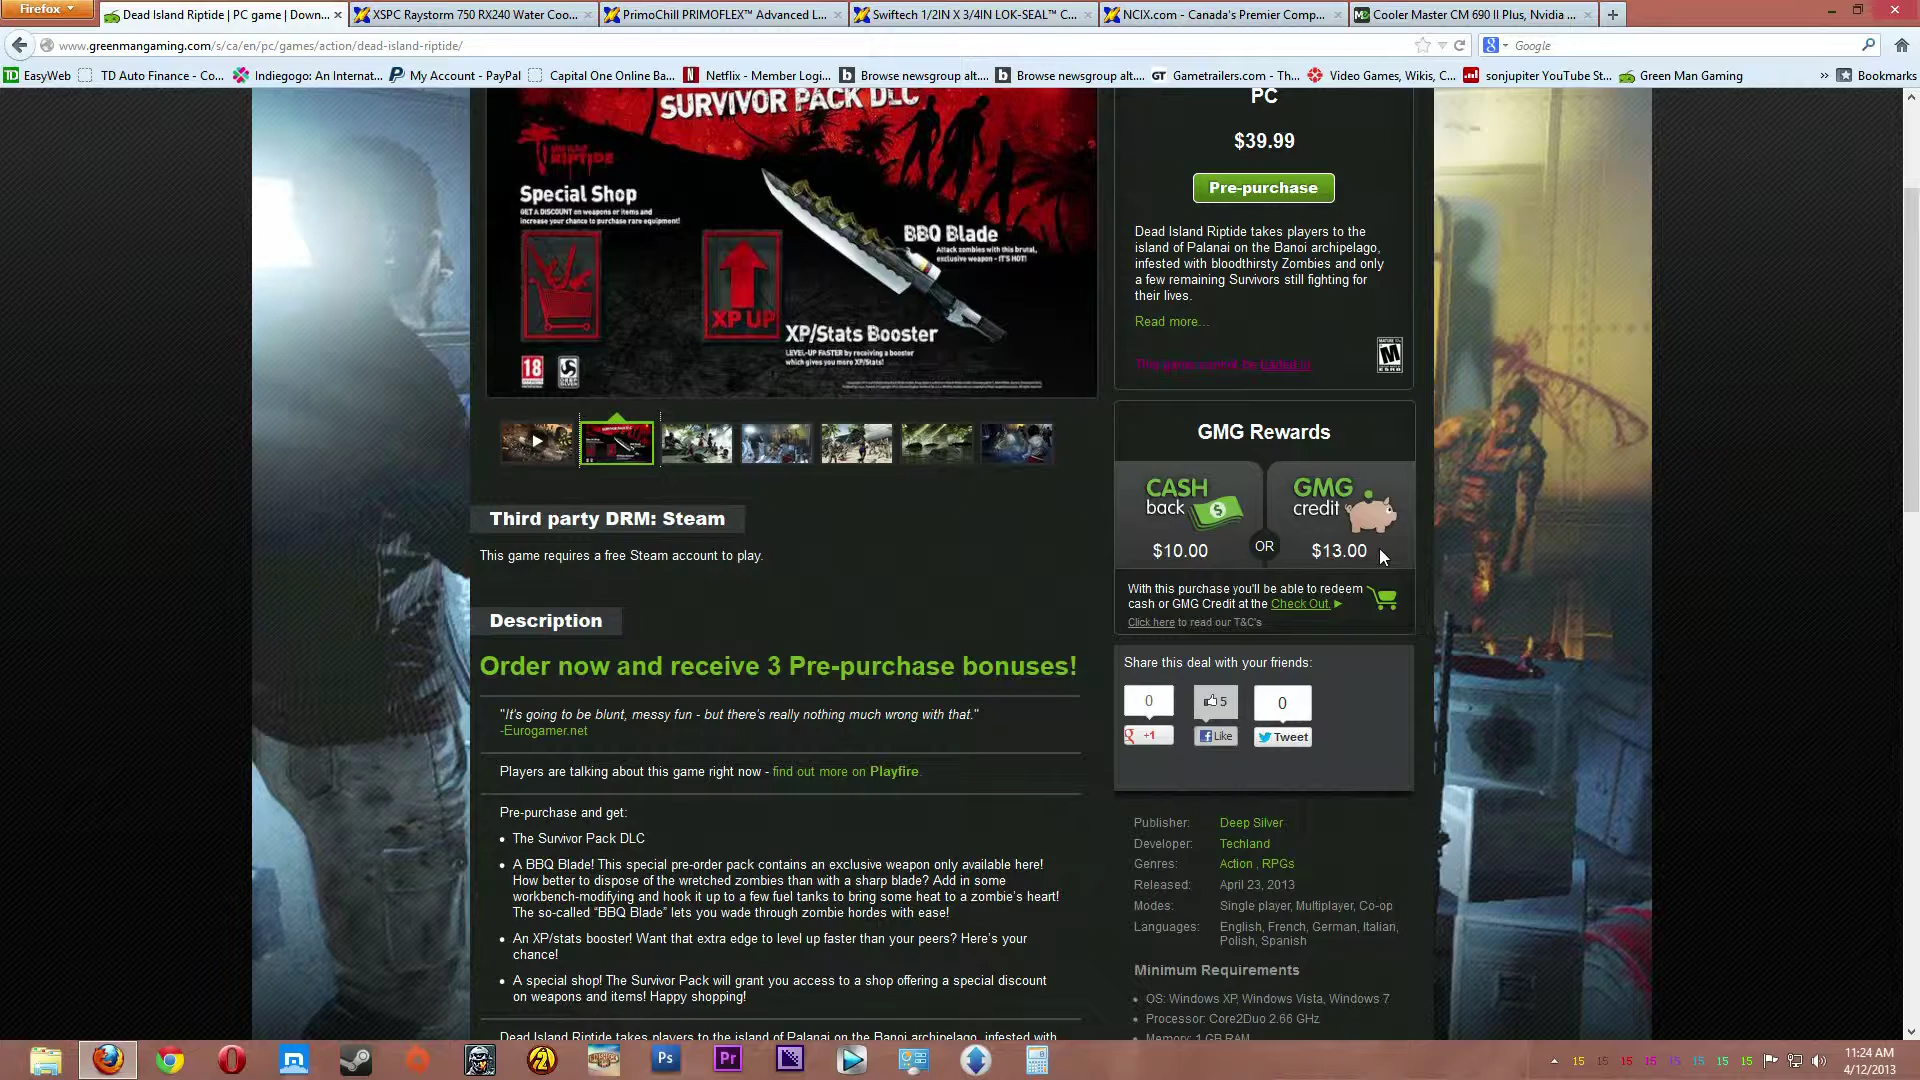 Firefox
Dead Island Riptide | PC game | Down...
XSPC Raystorm 750 RX240 Water Coo...
PrimoChill PRIMOFLEX™ Advanced L...
Swiftech 1/2IN X 3/4IN LOK-SEAL™ C...
NCIX.com - Canada's Premier Comp...
Cooler Master CM 690 II Plus, Nvidia ...
www.greenmangaming.com/s/ca/en/pc/games/action/dead-island-riptide/
Google
EasyWeb
TD Auto Finance - Co...
Indiegogo: An Internat...
My Account - PayPal
Capital One Online Ba...
Netflix - Member Logi...
Browse newsgroup alt....
Browse newsgroup alt....
Gametrailers.com - Th...
Video Games, Wikis, C...
sonjupiter YouTube St...
Green Man Gaming
Bookmarks
SURVIVOR PACK DLC
RIPTIDE
Special Shop
GET A DISCOUNT on weapons or items and
increase your chance to purchase rare equipment!
BBQ Blade
Attack zombies with this brutal,
exclusive weapon - IT'S HOT!
XP UP
XP/Stats Booster
LEVEL-UP FASTER by receiving a booster
which gives you more XP/Stats!
18
PC
$39.99
Pre-purchase
Dead Island Riptide takes players to the
island of Palanai on the Banoi archipelago,
infested with bloodthirsty Zombies and only
a few remaining Survivors still fighting for
their lives.
Read more...
This game cannot be traded in
M
ESRB
GMG Rewards
CASH
back
$10.00
OR
GMG
credit
$13.00
With this purchase you'll be able to redeem
cash or GMG Credit at the Check Out.
Click here to read our T&C's
Third party DRM: Steam
This game requires a free Steam account to play.
Description
Order now and receive 3 Pre-purchase bonuses!
"It's going to be blunt, messy fun - but there's really nothing much wrong with that."
-Eurogamer.net
Players are talking about this game right now - find out more on Playfire.
Pre-purchase and get:
The Survivor Pack DLC
A BBQ Blade! This special pre-order pack contains an exclusive weapon only available here!
How better to dispose of the wretched zombies than with a sharp blade? Add in some
workbench-modifying and hook it up to a few fuel tanks to bring some heat to a zombie's heart!
The so-called “BBQ Blade” lets you wade through zombie hordes with ease!
An XP/stats booster! Want that extra edge to level up faster than your peers? Here's your
chance!
A special shop! The Survivor Pack will grant you access to a shop offering a special discount
on weapons and items! Happy shopping!
Dead Island Riptide takes players to the island of Palanai on the Banoi archipelago, infested with
Share this deal with your friends:
0
5
0
+1
Like
Tweet
Publisher: Deep Silver
Developer: Techland
Genres: Action , RPGs
Released: April 23, 2013
Modes: Single player, Multiplayer, Co-op
Languages: English, French, German, Italian,
Polish, Spanish
Minimum Requirements
OS: Windows XP, Windows Vista, Windows 7
Processor: Core2Duo 2.66 GHz
Memory: 1 GB RAM
Ps
Pr
15 15 15 15 15 15 15 15
11:24 AM
4/12/2013